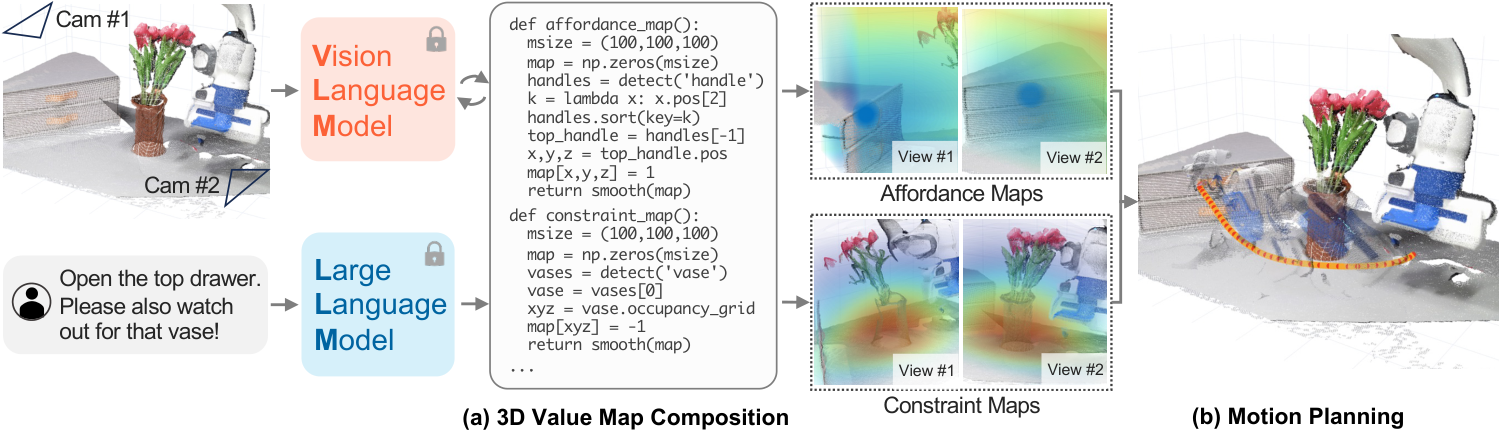 Cam #1
Cam #2
Open the top drawer.
Please also watch
out for that vase!
Vision
Language
Model
Large
Language
Model
def affordance_map():
  msize = (100,100,100)
  map = np.zeros(msize)
  handles = detect('handle')
  k = lambda x: x.pos[2]
  handles.sort(key=k)
  top_handle = handles[-1]
  x,y,z = top_handle.pos
  map[x,y,z] = 1
  return smooth(map)
def constraint_map():
  msize = (100,100,100)
  map = np.zeros(msize)
  vases = detect('vase')
  vase = vases[0]
  xyz = vase.occupancy_grid
  map[xyz] = -1
  return smooth(map)
...
(a) 3D Value Map Composition
View #1
View #2
Affordance Maps
View #1
View #2
Constraint Maps
(b) Motion Planning